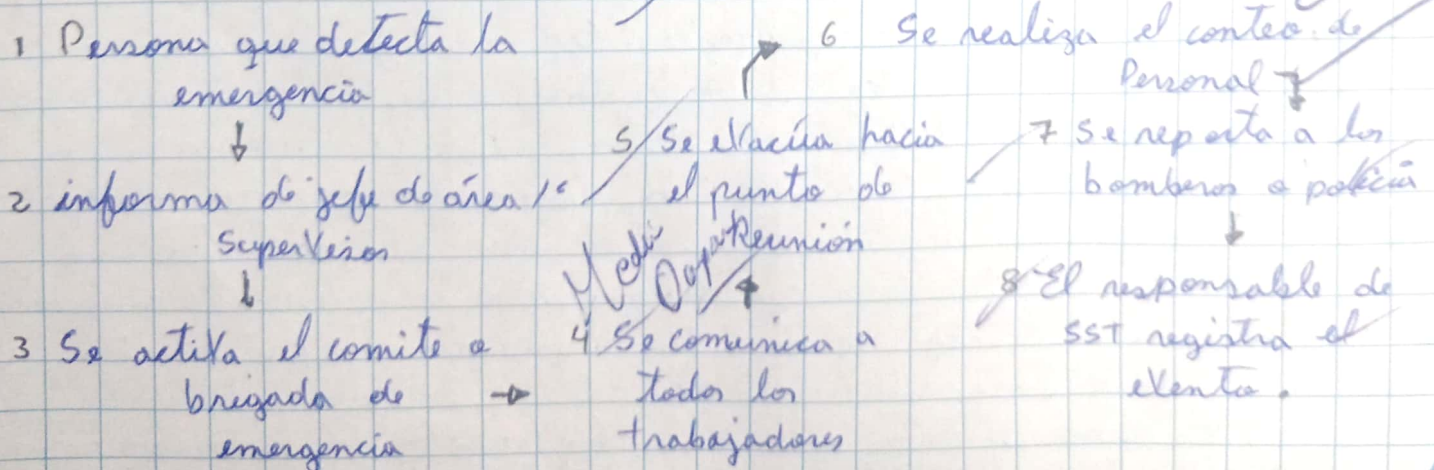 1 Persona que detecta la
emergencia
↓
2 informa de jefe de área /
Supervisor
↓
3 Se activa el comite o
brigada de
emergencia →
4 Se comunica a
todos los
trabajadores
5 Se evacúa hacia
el punto de
Reunión
6 Se realiza el conteo de
Personal
7 Se reporta a los
bomberos o policía
↓
8 El responsable de
SST registra el
evento.